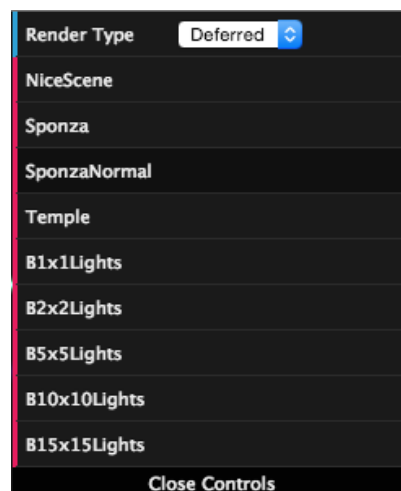 Render Type Deferred
NiceScene
Sponza
SponzaNormal
Temple
B1x1Lights
B2x2Lights
B5x5Lights
B10x10Lights
B15x15Lights
Close Controls